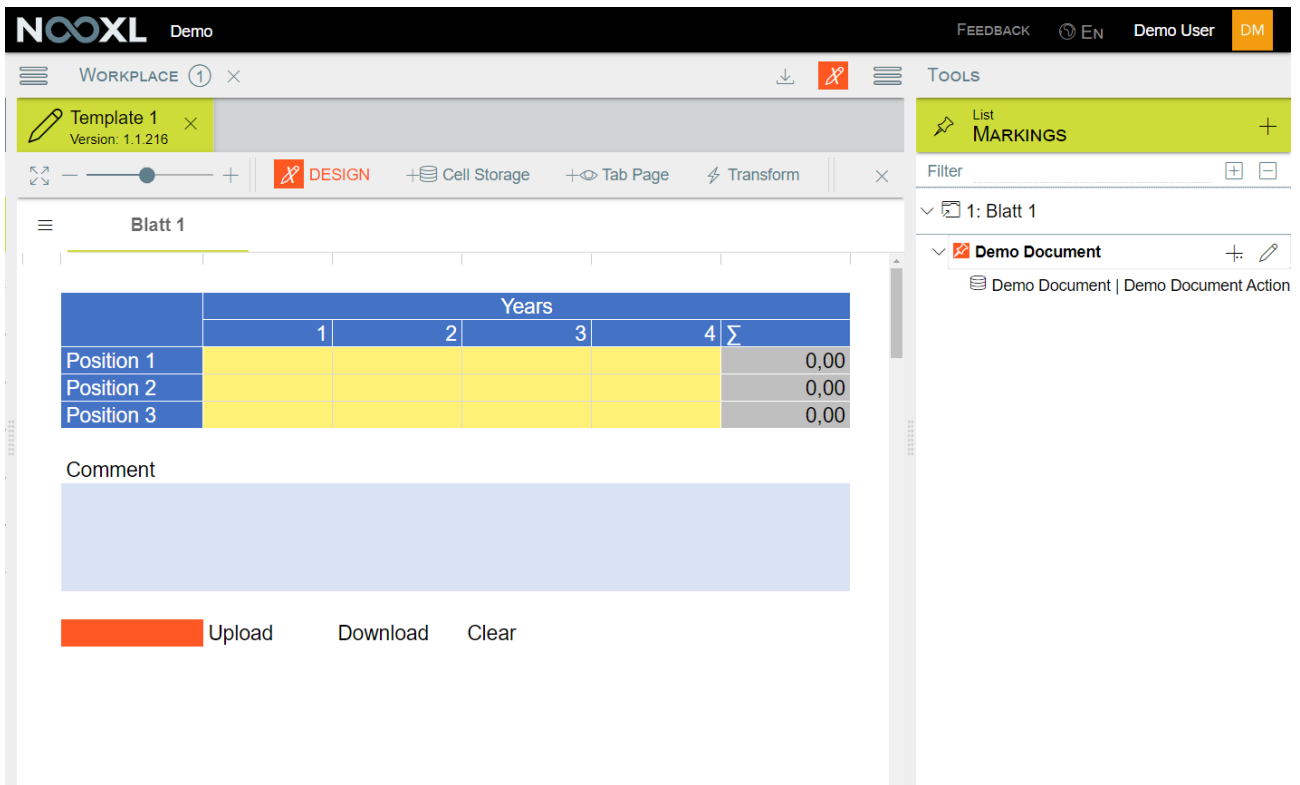 NOOXL Demo FEEDBACK EN Demo User DM
WORKPLACE 1
TOOLS
Template 1
Version: 1.1.216
List
MARKINGS
DESIGN Cell Storage Tab Page Transform
Filter
Blatt 1
1: Blatt 1
Demo Document
Demo Document | Demo Document Action
Years
1 2 3 4 ∑
Position 1 0,00
Position 2 0,00
Position 3 0,00
Comment
Upload Download Clear